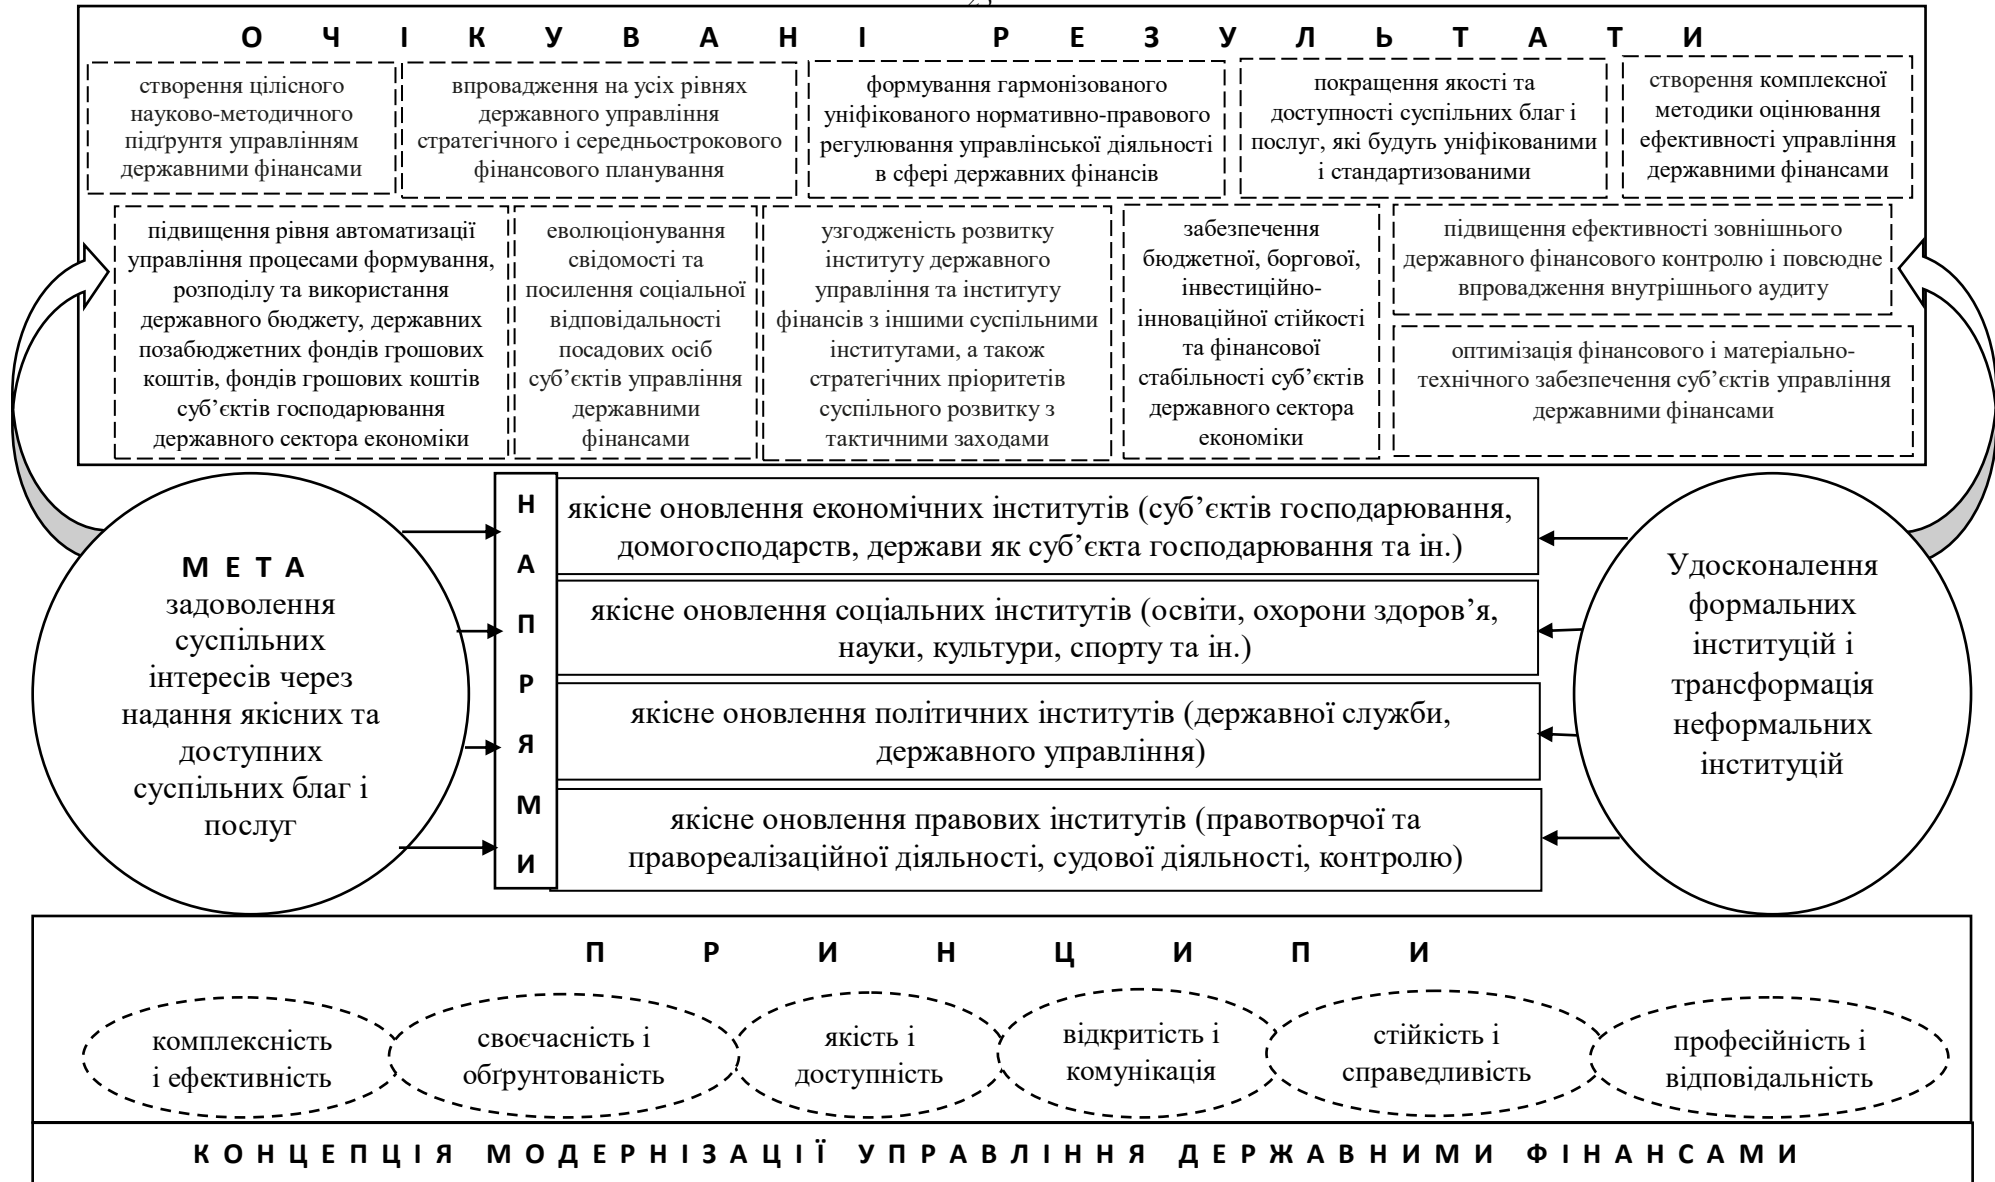 О Ч І К У В А Н І Р Е З У Л Ь Т А Т И
створення цілісного
науково-методичного
підґрунтя управлінням
державними фінансами
впровадження на усіх рівнях
державного управління
стратегічного і середньострокового
фінансового планування
формування гармонізованого
уніфікованого нормативно-правового
регулювання управлінської діяльності
в сфері державних фінансів
покращення якості та
доступності суспільних благ і
послуг, які будуть уніфікованими
і стандартизованими
створення комплексної
методики оцінювання
ефективності управління
державними фінансами
підвищення рівня автоматизації
управління процесами формування,
розподілу та використання
державного бюджету, державних
позабюджетних фондів грошових
коштів, фондів грошових коштів
суб’єктів господарювання
державного сектора економіки
еволюціонування
свідомості та
посилення соціальної
відповідальності
посадових осіб
суб’єктів управління
державними
фінансами
узгодженість розвитку
інституту державного
управління та інституту
фінансів з іншими суспільними
інститутами, а також
стратегічних пріоритетів
суспільного розвитку з
тактичними заходами
забезпечення
бюджетної, боргової,
інвестиційно-
інноваційної стійкості
та фінансової
стабільності суб’єктів
державного сектора
економіки
підвищення ефективності зовнішнього
державного фінансового контролю і повсюдне
впровадження внутрішнього аудиту
оптимізація фінансового і матеріально-
технічного забезпечення суб’єктів управління
державними фінансами
М Е Т А
задоволення
суспільних
інтересів через
надання якісних та
доступних
суспільних благ і
послуг
Н
А
П
Р
Я
М
И
якісне оновлення економічних інститутів (суб’єктів господарювання,
домогосподарств, держави як суб’єкта господарювання та ін.)
якісне оновлення соціальних інститутів (освіти, охорони здоров’я,
науки, культури, спорту та ін.)
якісне оновлення політичних інститутів (державної служби,
державного управління)
якісне оновлення правових інститутів (правотворчої та
правореалізаційної діяльності, судової діяльності, контролю)
Удосконалення
формальних
інституцій і
трансформація
неформальних
інституцій
П Р И Н Ц И П И
комплексність
і ефективність
своєчасність і
обґрунтованість
якість і
доступність
відкритість і
комунікація
стійкість і
справедливість
професійність і
відповідальність
К О Н Ц Е П Ц І Я М О Д Е Р Н І З А Ц І Ї У П Р А В Л І Н Н Я Д Е Р Ж А В Н И М И Ф І Н А Н С А М И